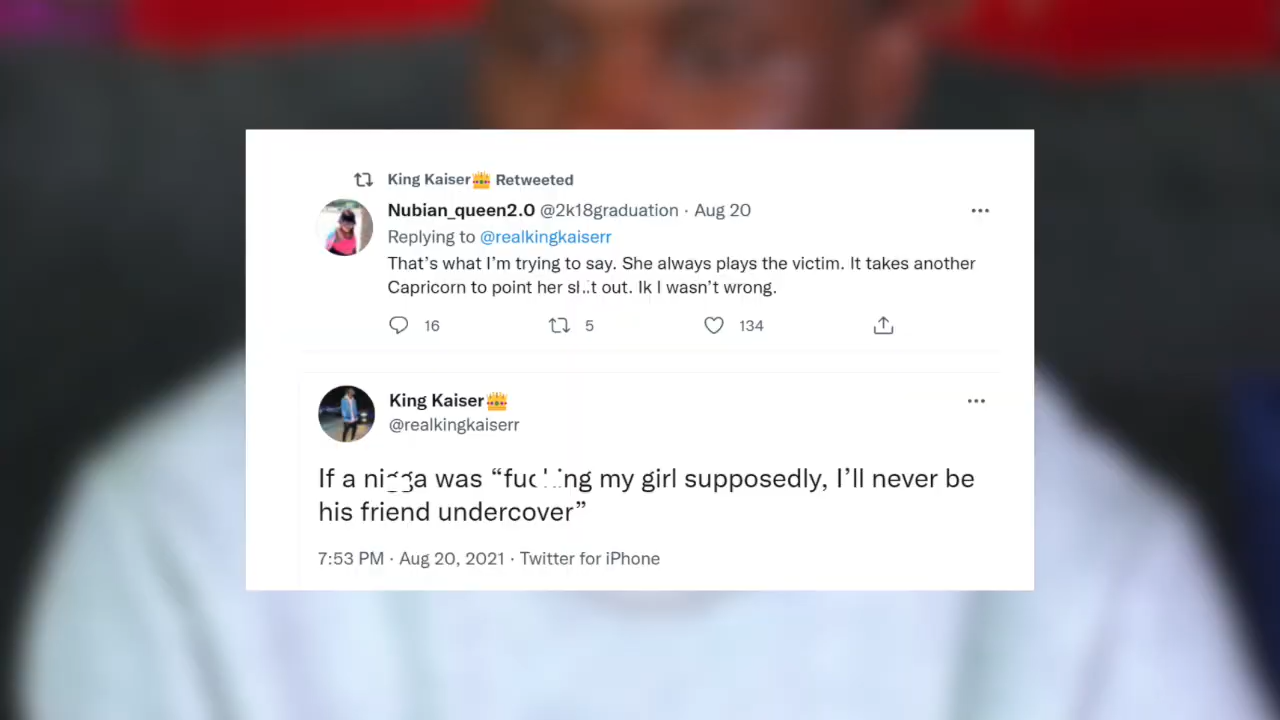 King Kaiser👑 Retweeted
Nubian_queen2.0 @2k18graduation · Aug 20
Replying to @realkingkaiserr
That’s what I’m trying to say. She always plays the victim. It takes another
Capricorn to point her sl..t out. Ik I wasn’t wrong.
16 5 134
King Kaiser👑
@realkingkaiserr
If a nigga was “fucking my girl supposedly, I’ll never be
his friend undercover”
7:53 PM · Aug 20, 2021 · Twitter for iPhone